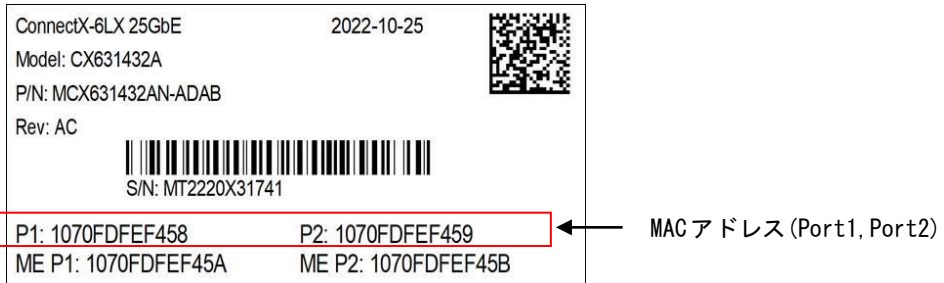 ConnectX-6LX 25GbE 2022-10-25
Model: CX631432A
P/N: MCX631432AN-ADAB
Rev: AC
S/N: MT2220X31741
P1: 1070FDFEF458 P2: 1070FDFEF459 MACアドレス(Port1,Port2)
ME P1: 1070FDFEF45A ME P2: 1070FDFEF45B